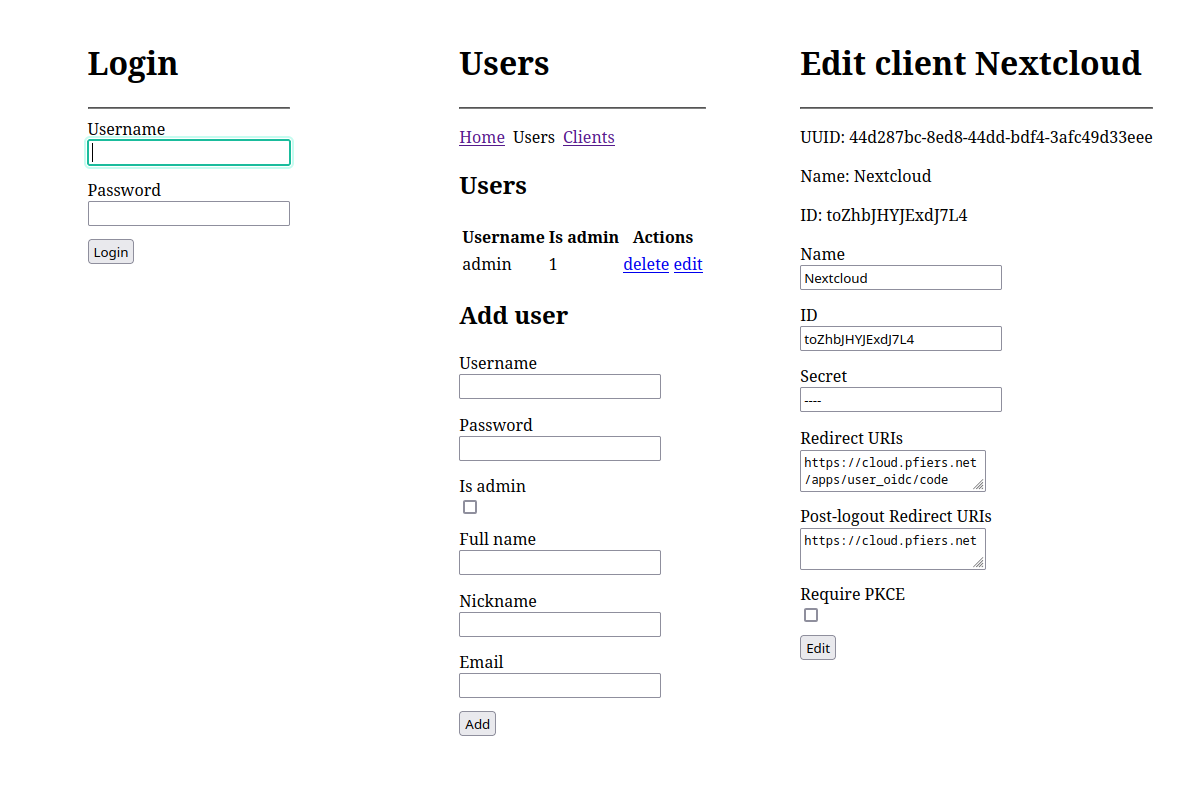 Login
Username
Password
Login
Users
Home Users Clients
Users
Username Is admin Actions
admin 1 delete edit
Add user
Username
Password
Is admin
Full name
Nickname
Email
Add
Edit client Nextcloud
UUID: 44d287bc-8ed8-44dd-bdf4-3afc49d33eee
Name: Nextcloud
ID: toZhbJHYJExdJ7L4
Name
Nextcloud
ID
toZhbJHYJExdJ7L4
Secret
----
Redirect URIs
https://cloud.pfiers.net
/apps/user_oidc/code
Post-logout Redirect URIs
https://cloud.pfiers.net
Require PKCE
Edit